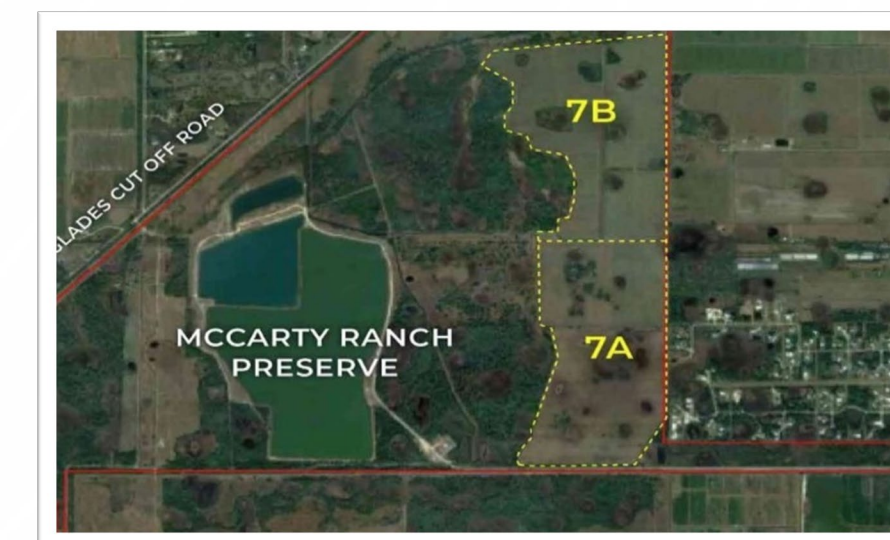 GLADES CUT OFF ROAD
7B
MCCARTY RANCH
PRESERVE
7A